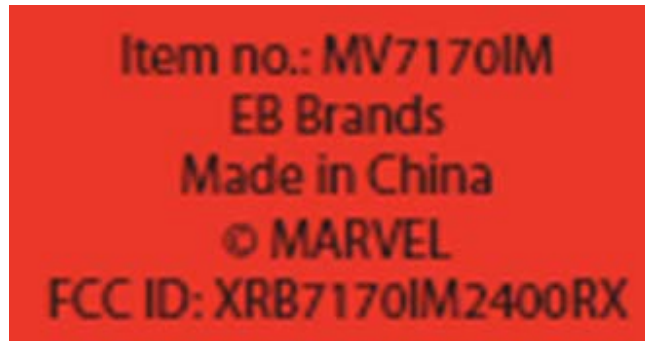 Item no.: MV7170IM
EB Brands
Made in China
© MARVEL
FCC ID: XRB7170IM2400RX